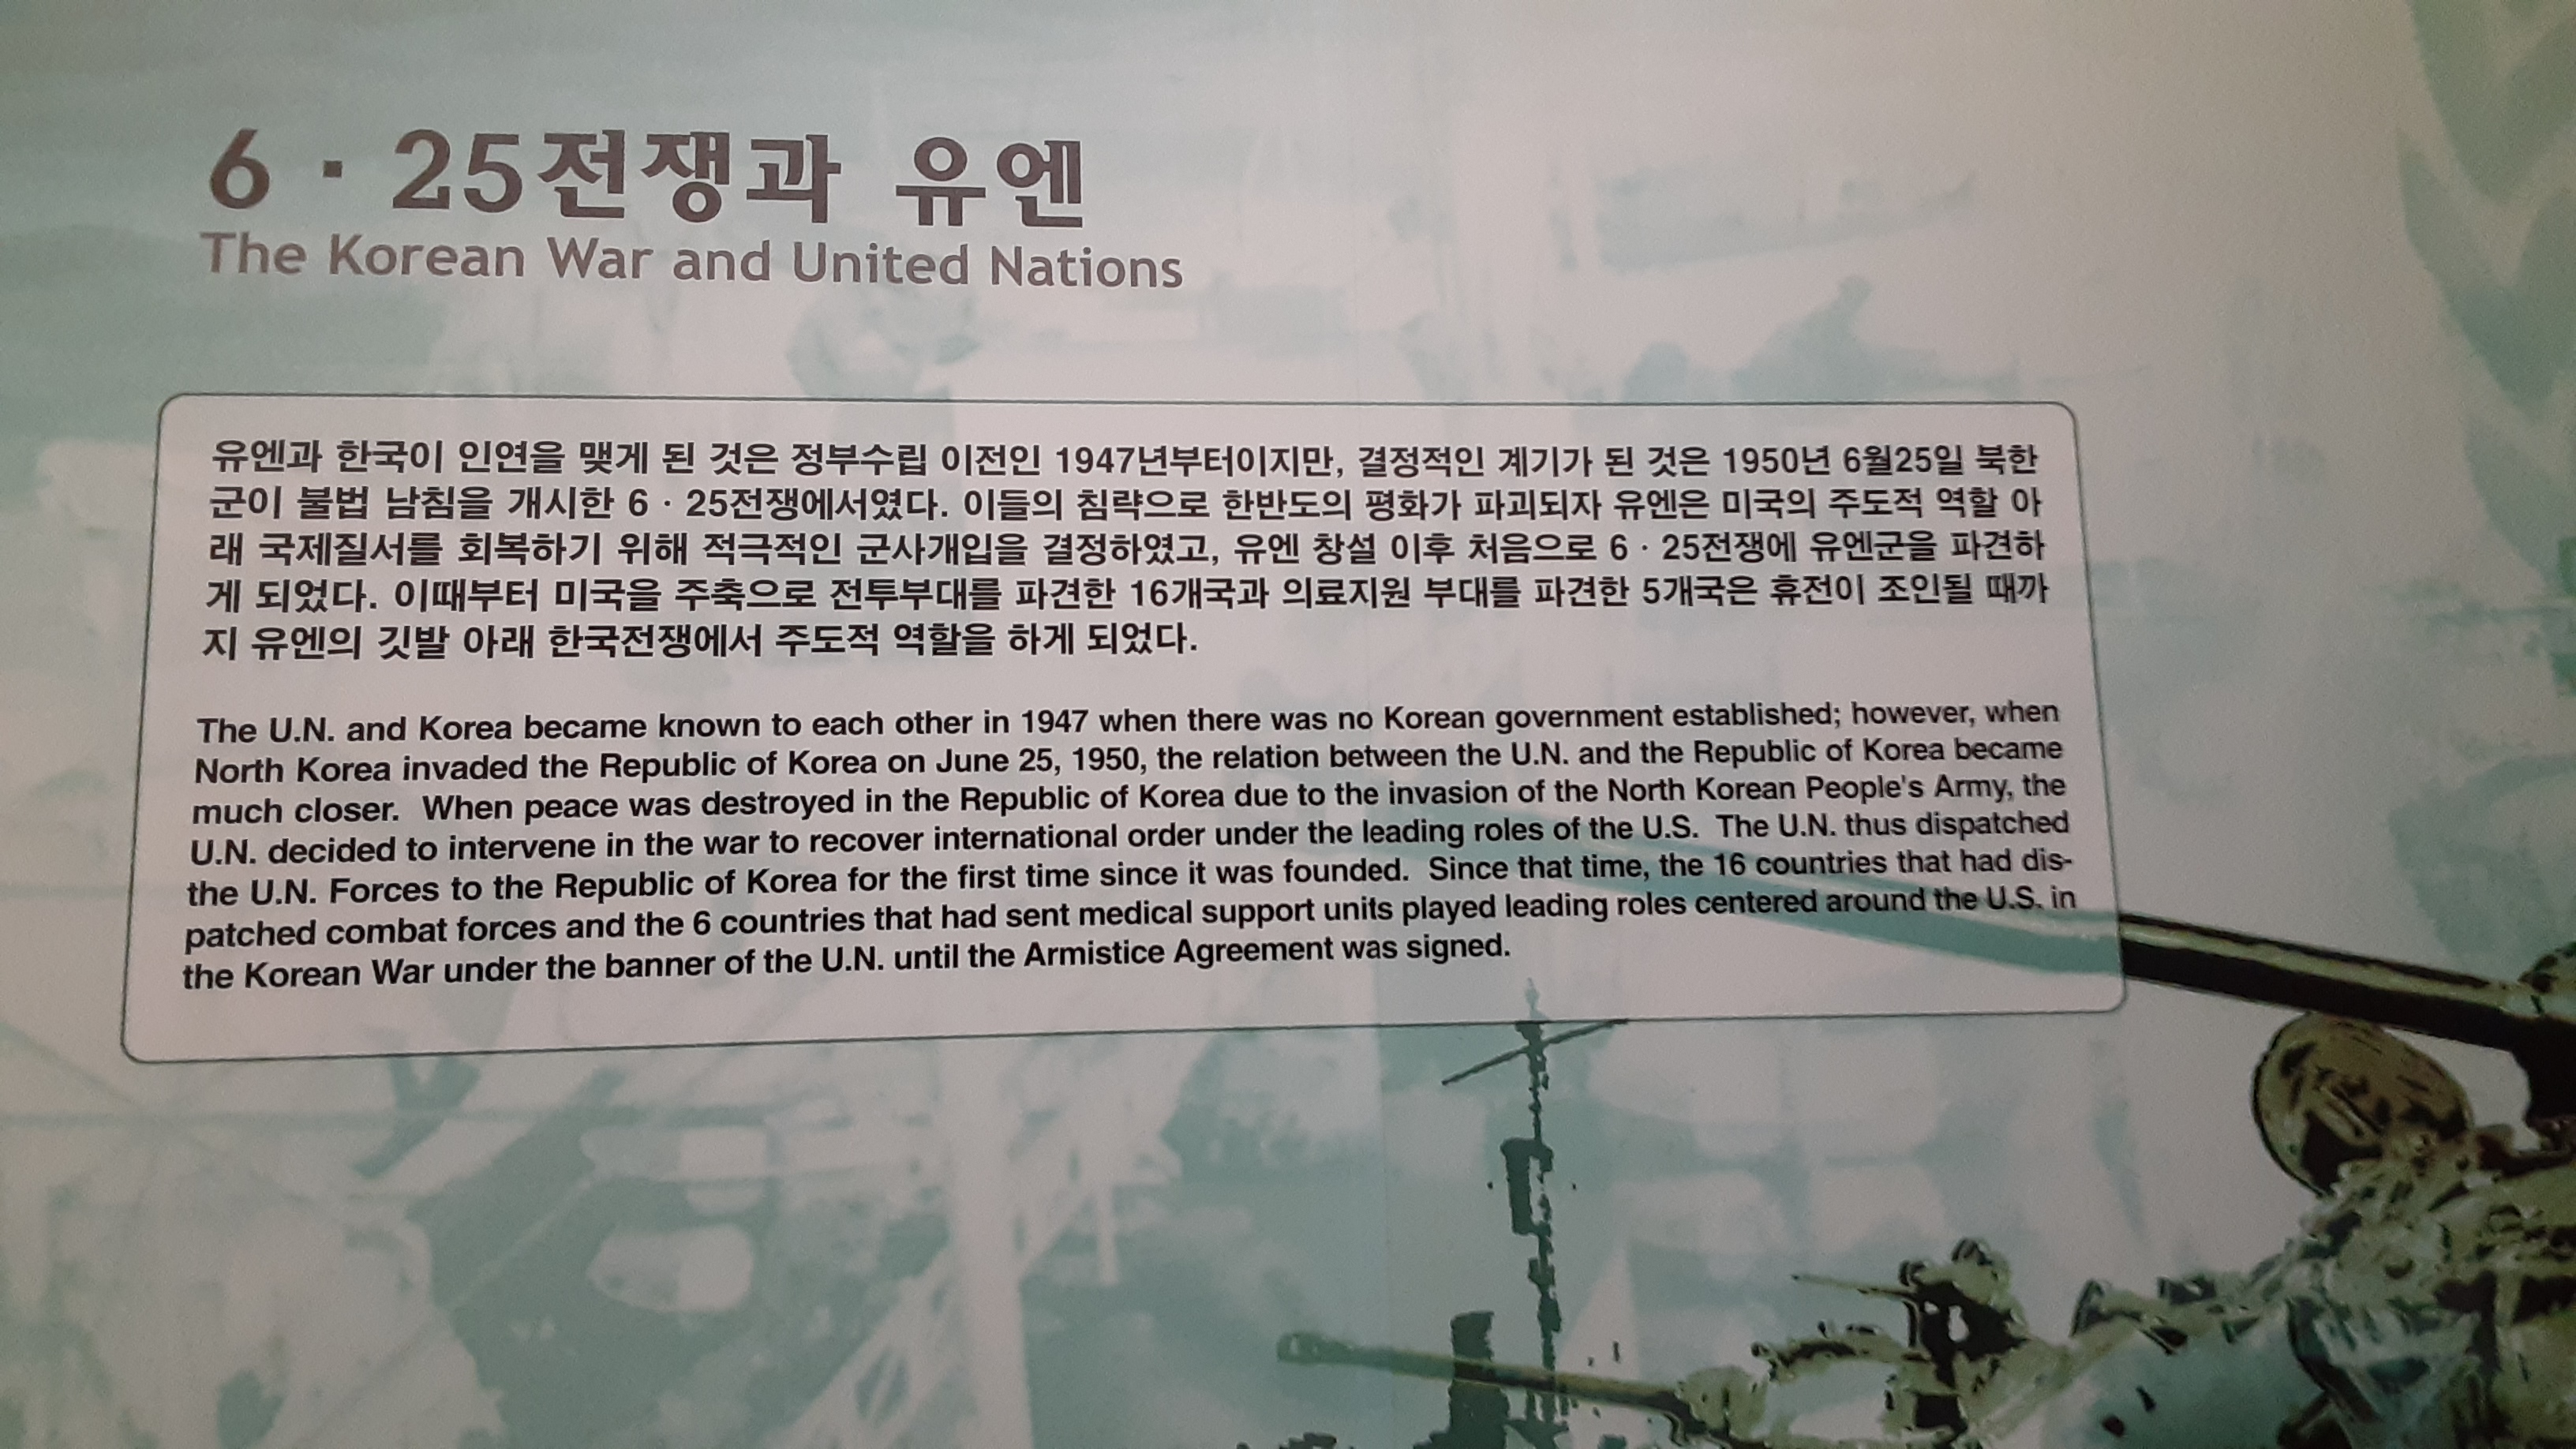 6 · 25전쟁과 유엔
The Korean War and United Nations
유엔과 한국이 인연을 맺게 된 것은 정부수립 이전인 1947년부터이지만, 결정적인 계기가 된 것은 1950년 6월25일 북한
군이 불법 남침을 개시한 6 · 25전쟁에서였다. 이들의 침략으로 한반도의 평화가 파괴되자 유엔은 미국의 주도적 역할 아
래 국제질서를 회복하기 위해 적극적인 군사개입을 결정하였고, 유엔 창설 이후 처음으로 6 · 25전쟁에 유엔군을 파견하
게 되었다. 이때부터 미국을 주축으로 전투부대를 파견한 16개국과 의료지원 부대를 파견한 5개국은 휴전이 조인될 때까
지 유엔의 깃발 아래 한국전쟁에서 주도적 역할을 하게 되었다.
The U.N. and Korea became known to each other in 1947 when there was no Korean government established; however, when
North Korea invaded the Republic of Korea on June 25, 1950, the relation between the U.N. and the Republic of Korea became
much closer.  When peace was destroyed in the Republic of Korea due to the invasion of the North Korean People's Army, the
U.N. decided to intervene in the war to recover international order under the leading roles of the U.S.  The U.N. thus dispatched
the U.N. Forces to the Republic of Korea for the first time since it was founded.  Since that time, the 16 countries that had dis-
patched combat forces and the 6 countries that had sent medical support units played leading roles centered around the U.S. in
the Korean War under the banner of the U.N. until the Armistice Agreement was signed.